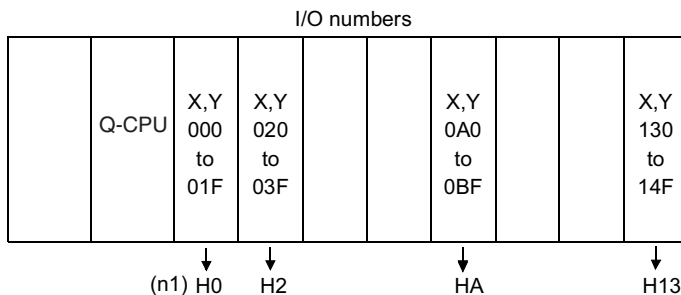 I/O numbers
Q-CPU
X,Y
000
to
01F
X,Y
020
to
03F
X,Y
0A0
to
0BF
X,Y
130
to
14F
(n1) H0 H2 HA H13